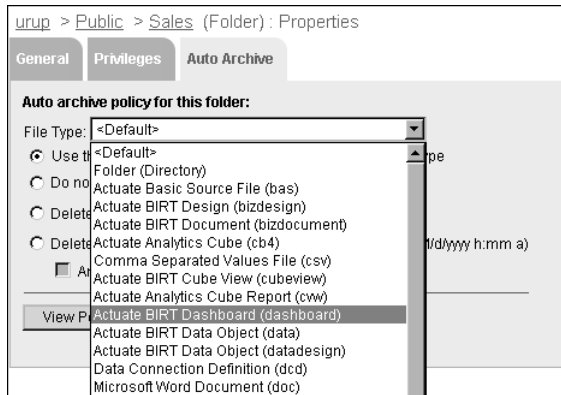 urup > Public > Sales (Folder) : Properties
General Privileges Auto Archive
Auto archive policy for this folder:
File Type: <Default>
Use
<Default>
Folder (Directory)
Do
Actuate Basic Source File (bas)
Actuate BIRT Design (bizdesign)
Delete
Actuate BIRT Document (bizdocument)
Delete
Actuate Analytics Cube (cb4) /d/yyyy h:mm a)
Comma Separated Values File (csv)
Actuate BIRT Cube View (cubeview)
Actuate Analytics Cube Report (cvw)
View
Actuate BIRT Dashboard (dashboard)
Actuate BIRT Data Object (data)
Actuate BIRT Data Object (datadesign)
Data Connection Definition (dcd)
Microsoft Word Document (doc)